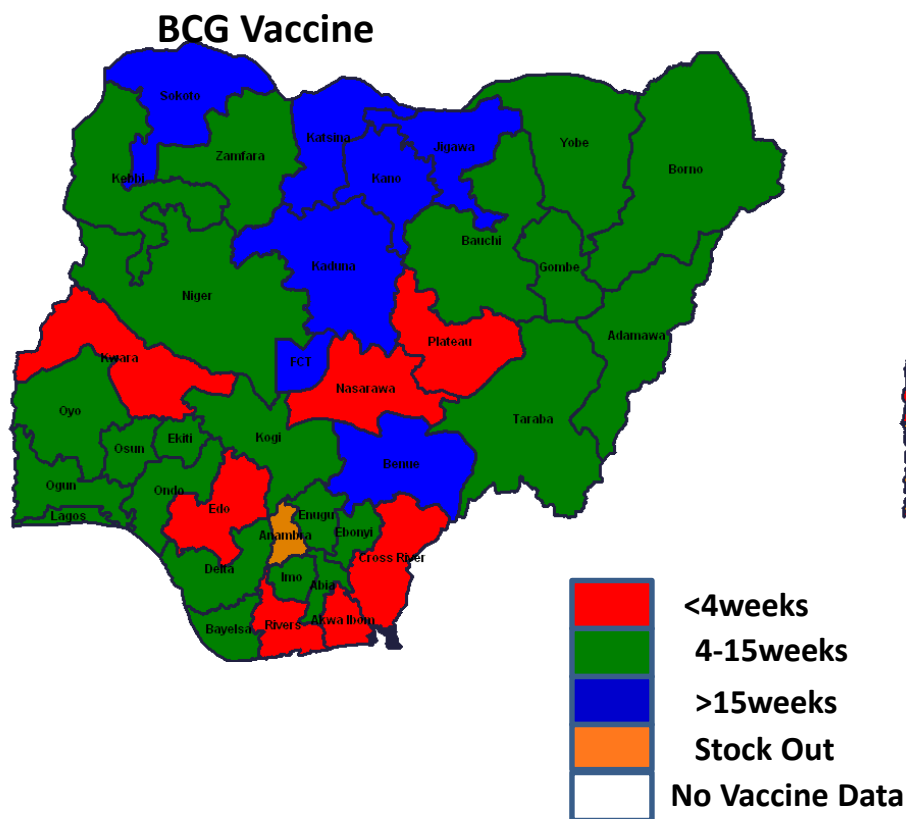 BCG Vaccine
Sokoto
Katsina
Jigawa
Yobe
Zamfara
Kano
Borno
Kebbi
Bauchi
Gombe
Kaduna
Niger
Adamawa
Plateau
Kwara
FCT
Nasarawa
Oyo
Taraba
Ekiti
Kogi
Osun
Benue
Ogun
Ondo
Edo
Lagos
Enugu
Anambra
Ebonyi
Cross River
Delta
Imo
Abia
Bayelsa
Rivers
Akwa Ibom
<4weeks
4-15weeks
>15weeks
Stock Out
No Vaccine Data